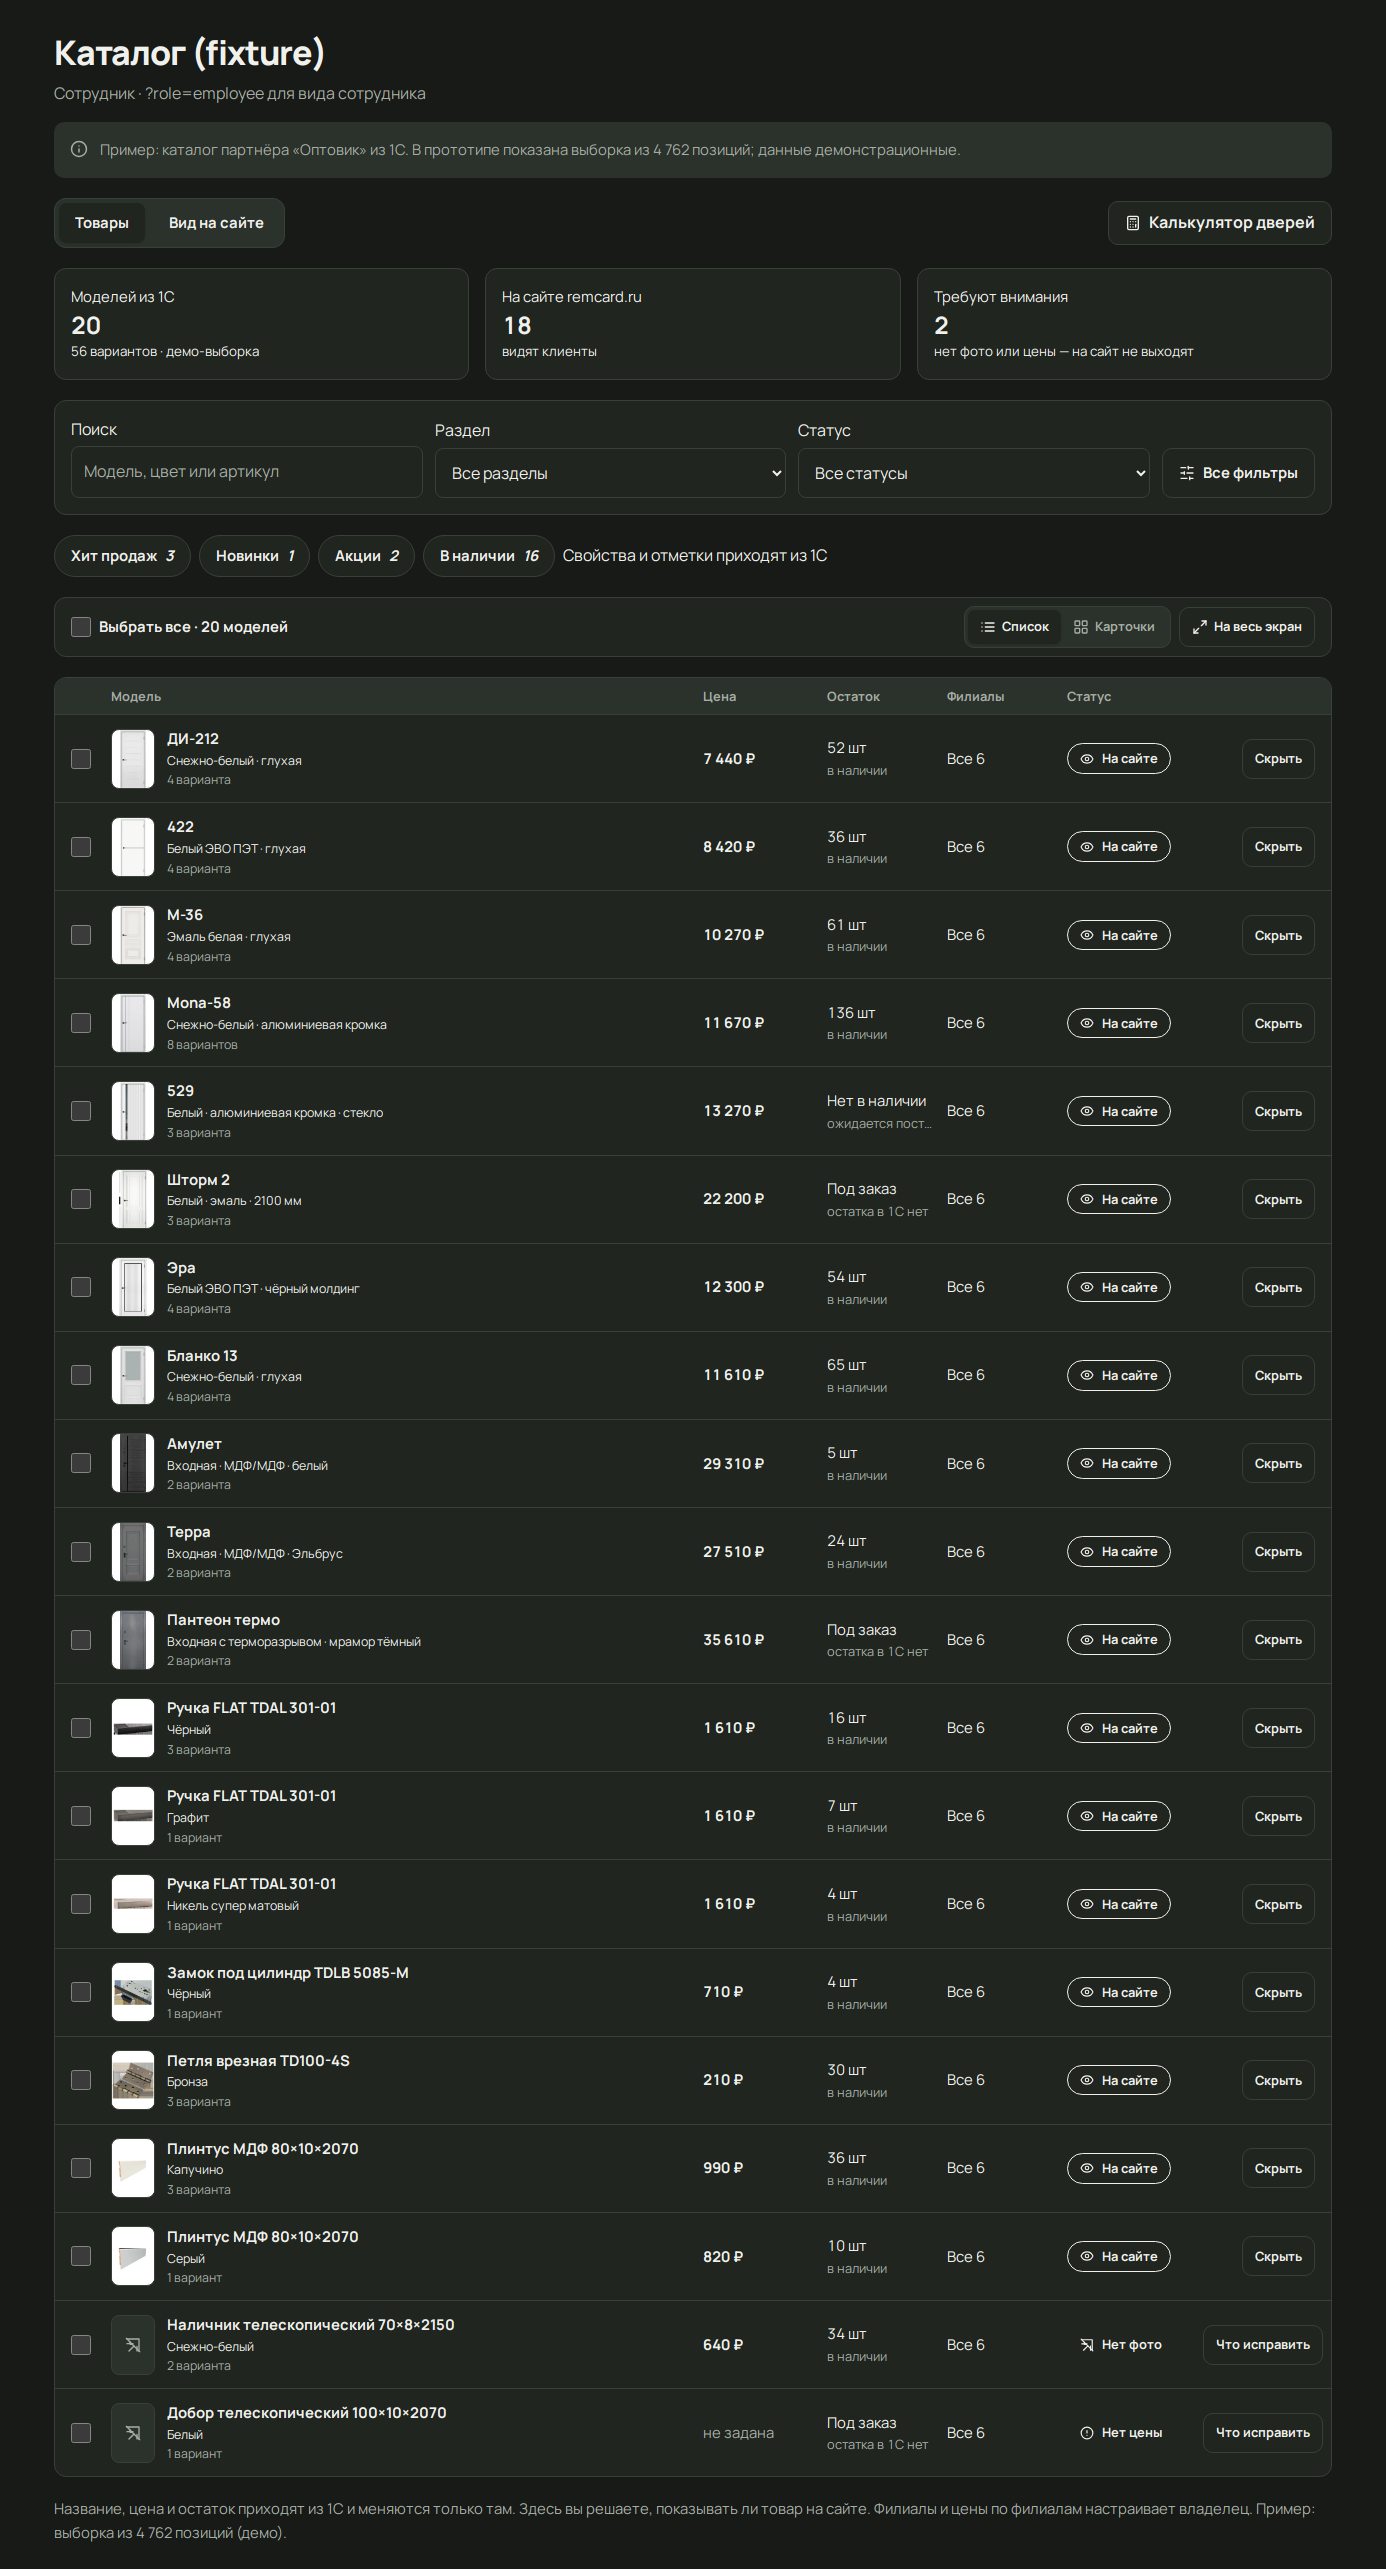 Каталог (fixture)
Сотрудник · ?role=employee для вида сотрудника
Пример: каталог партнёра «Оптовик» из 1С. В прототипе показана выборка из 4 762 позиций; данные демонстрационные.
Товары
Вид на сайте
Калькулятор дверей
Моделей из 1С
20
56 вариантов · демо-выборка
На сайте remcard.ru
18
видят клиенты
Требуют внимания
2
нет фото или цены — на сайт не выходят
Поиск
Модель, цвет или артикул
Раздел
Все разделы
Статус
Все статусы
Все фильтры
Хит продаж 3
Новинки 1
Акции 2
В наличии 16
Свойства и отметки приходят из 1С
Выбрать все · 20 моделей
Список
Карточки
На весь экран
Модель Цена Остаток Филиалы Статус
ДИ-212
Снежно-белый · глухая
4 варианта
7 440 ₽
52 шт
в наличии
Все 6
На сайте
Скрыть
422
Белый ЭВО ПЭТ · глухая
4 варианта
8 420 ₽
36 шт
в наличии
Все 6
На сайте
Скрыть
М-36
Эмаль белая · глухая
4 варианта
10 270 ₽
61 шт
в наличии
Все 6
На сайте
Скрыть
Mona-58
Снежно-белый · алюминиевая кромка
8 вариантов
11 670 ₽
136 шт
в наличии
Все 6
На сайте
Скрыть
529
Белый · алюминиевая кромка · стекло
3 варианта
13 270 ₽
Нет в наличии
ожидается пост…
Все 6
На сайте
Скрыть
Шторм 2
Белый · эмаль · 2100 мм
3 варианта
22 200 ₽
Под заказ
остатка в 1С нет
Все 6
На сайте
Скрыть
Эра
Белый ЭВО ПЭТ · чёрный молдинг
4 варианта
12 300 ₽
54 шт
в наличии
Все 6
На сайте
Скрыть
Бланко 13
Снежно-белый · глухая
4 варианта
11 610 ₽
65 шт
в наличии
Все 6
На сайте
Скрыть
Амулет
Входная · МДФ/МДФ · белый
2 варианта
29 310 ₽
5 шт
в наличии
Все 6
На сайте
Скрыть
Терра
Входная · МДФ/МДФ · Эльбрус
2 варианта
27 510 ₽
24 шт
в наличии
Все 6
На сайте
Скрыть
Пантеон термо
Входная с терморазрывом · мрамор тёмный
2 варианта
35 610 ₽
Под заказ
остатка в 1С нет
Все 6
На сайте
Скрыть
Ручка FLAT TDAL 301-01
Чёрный
3 варианта
1 610 ₽
16 шт
в наличии
Все 6
На сайте
Скрыть
Ручка FLAT TDAL 301-01
Графит
1 вариант
1 610 ₽
7 шт
в наличии
Все 6
На сайте
Скрыть
Ручка FLAT TDAL 301-01
Никель супер матовый
1 вариант
1 610 ₽
4 шт
в наличии
Все 6
На сайте
Скрыть
Замок под цилиндр TDLB 5085-M
Чёрный
1 вариант
710 ₽
4 шт
в наличии
Все 6
На сайте
Скрыть
Петля врезная TD100-4S
Бронза
3 варианта
210 ₽
30 шт
в наличии
Все 6
На сайте
Скрыть
Плинтус МДФ 80×10×2070
Капучино
3 варианта
990 ₽
36 шт
в наличии
Все 6
На сайте
Скрыть
Плинтус МДФ 80×10×2070
Серый
1 вариант
820 ₽
10 шт
в наличии
Все 6
На сайте
Скрыть
Наличник телескопический 70×8×2150
Снежно-белый
2 варианта
640 ₽
34 шт
в наличии
Все 6
Нет фото
Что исправить
Добор телескопический 100×10×2070
Белый
1 вариант
не задана
Под заказ
остатка в 1С нет
Все 6
Нет цены
Что исправить
Название, цена и остаток приходят из 1С и меняются только там. Здесь вы решаете, показывать ли товар на сайте. Филиалы и цены по филиалам настраивает владелец. Пример:
выборка из 4 762 позиций (демо).